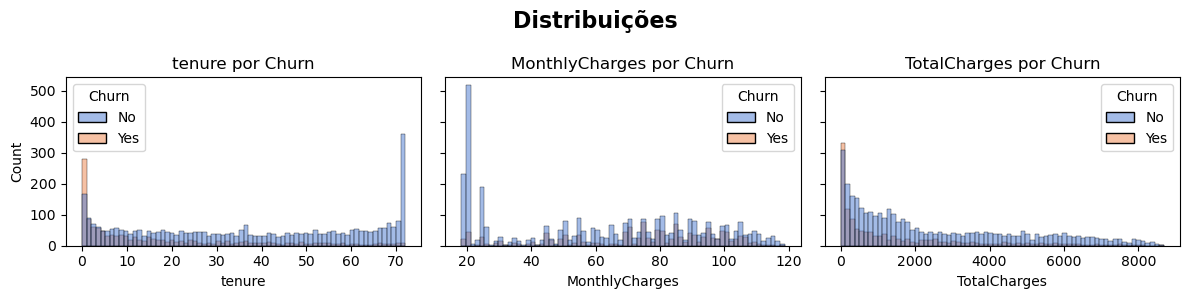 Distribuições
tenure por Churn
Count
0
100
200
300
400
500
Churn
No
Yes
0
10
20
30
40
50
60
70
tenure
MonthlyCharges por Churn
Churn
No
Yes
20
40
60
80
100
120
MonthlyCharges
TotalCharges por Churn
Churn
No
Yes
0
2000
4000
6000
8000
TotalCharges